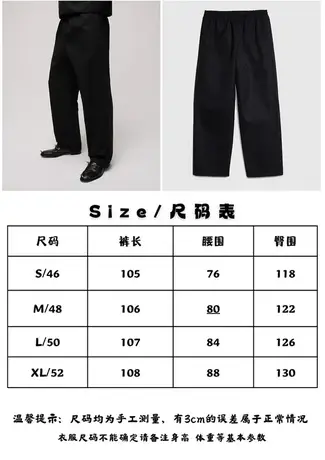 Size/尺码表
尺码 裤长 腰围 臀围
S/46 105 76 118
M/48 106 80 122
L/50 107 84 126
XL/52 108 88 130
温馨提示：尺码均为手工测量、有3cm的误差属于正常情况
衣服尺码不能确定请备注身高 体重等基本参数